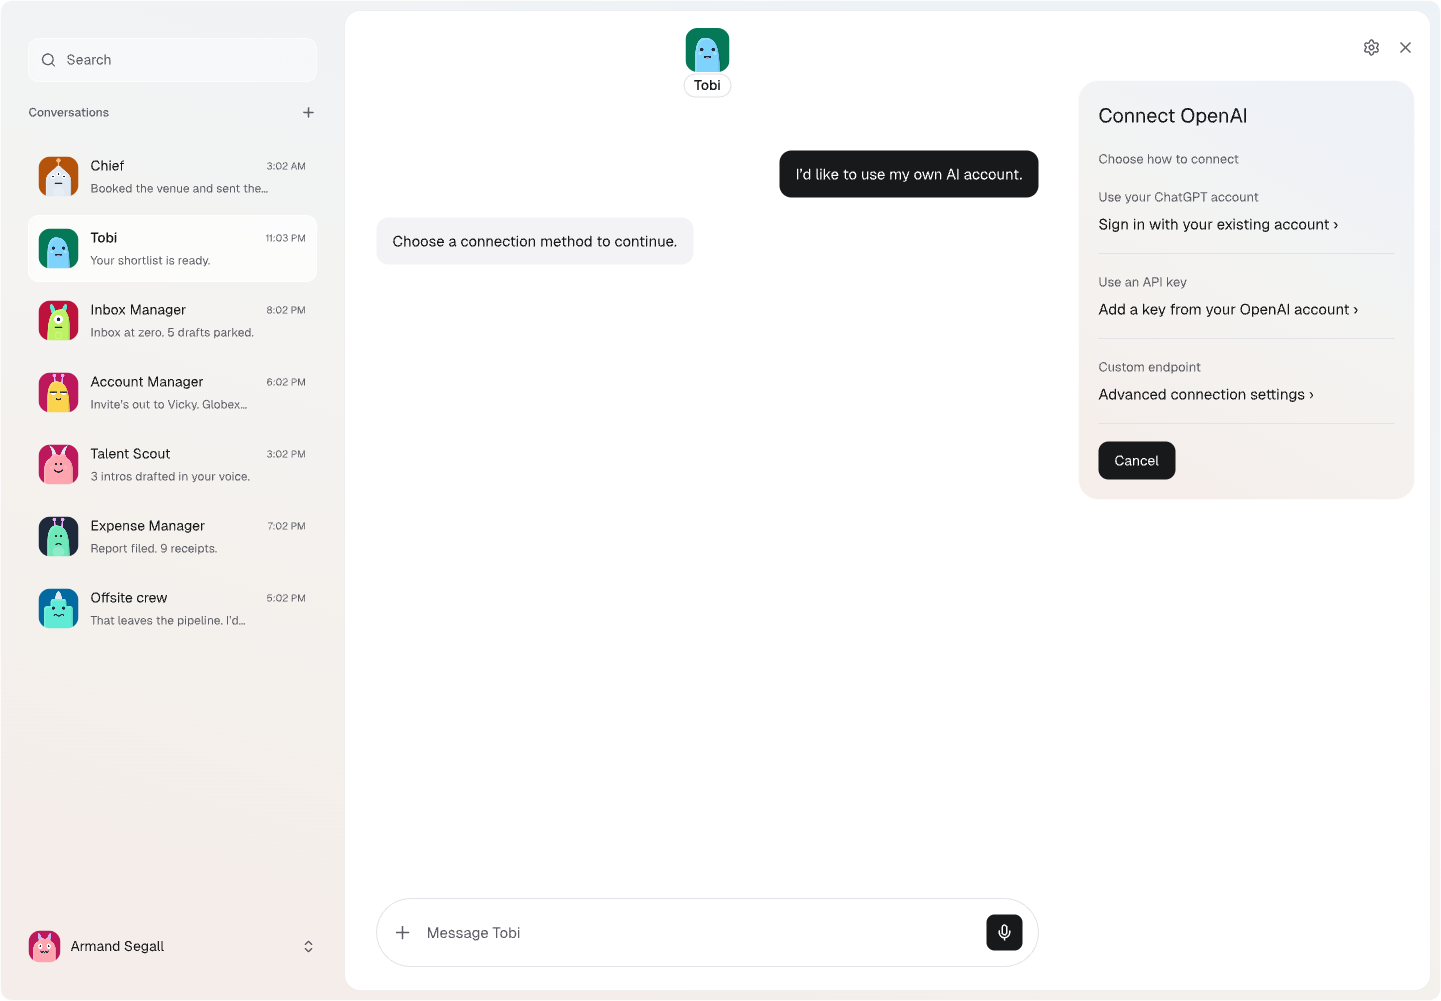 Search
Conversations
Chief
3:02 AM
Booked the venue and sent the…
Tobi
11:03 PM
Your shortlist is ready.
Inbox Manager
8:02 PM
Inbox at zero. 5 drafts parked.
Account Manager
6:02 PM
Invite's out to Vicky. Globex…
Talent Scout
3:02 PM
3 intros drafted in your voice.
Expense Manager
7:02 PM
Report filed. 9 receipts.
Offsite crew
5:02 PM
That leaves the pipeline. I'd…
Armand Segall
Tobi
I'd like to use my own AI account.
Choose a connection method to continue.
Message Tobi
Connect OpenAI
Choose how to connect
Use your ChatGPT account
Sign in with your existing account ›
Use an API key
Add a key from your OpenAI account ›
Custom endpoint
Advanced connection settings ›
Cancel